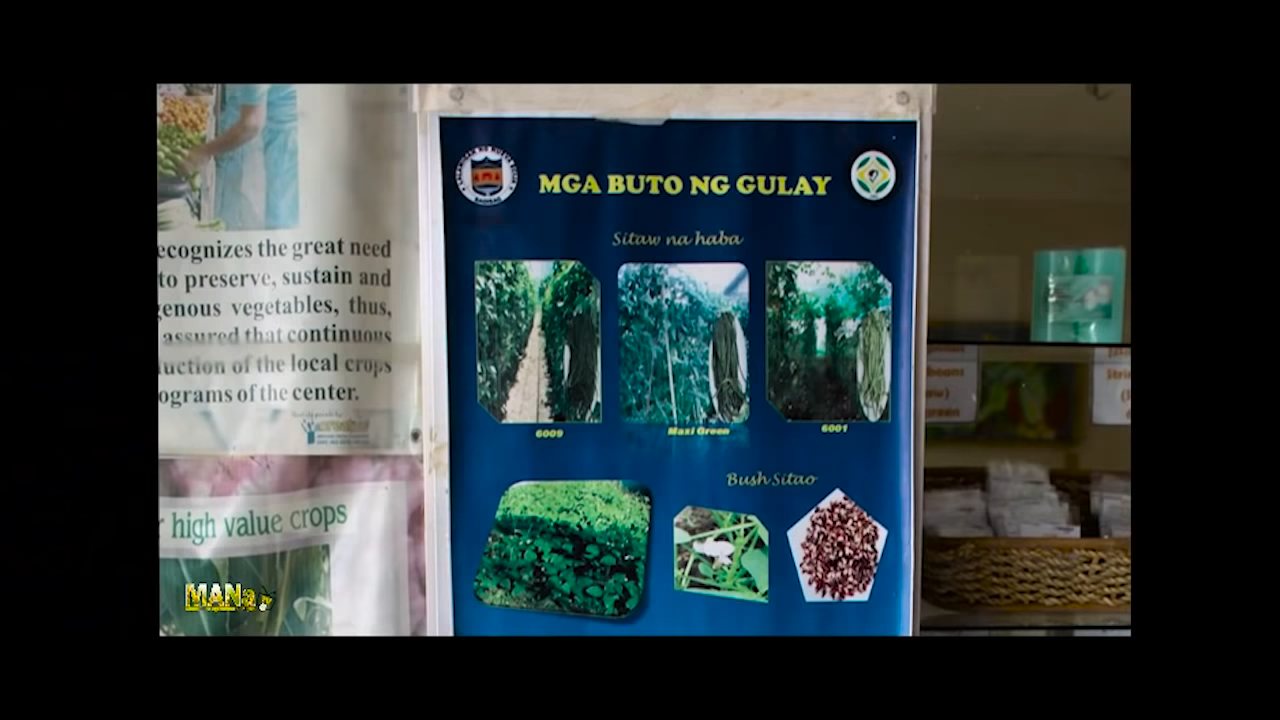 ecognizes the great need
to preserve, sustain and
genous vegetables, thus,
assured that continuous
luction of the local crops
ograms of the center.
r high value crops
MANa
MGA BUTO NG GULAY
Sitaw na haba
6009
Maxi Green
6001
Bush Sitao